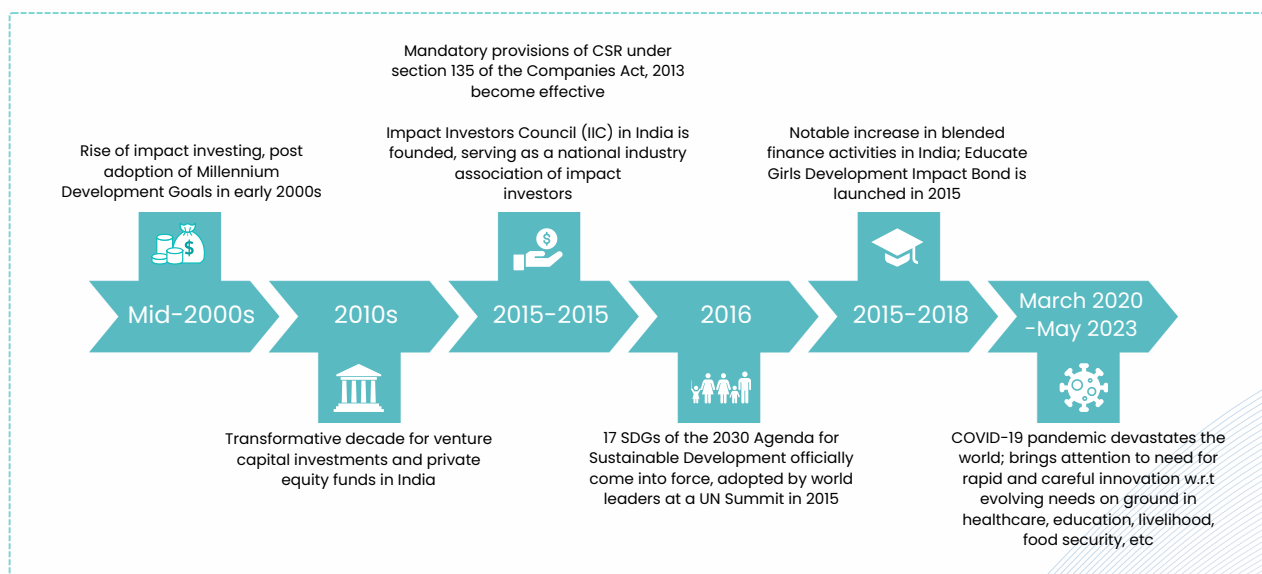 Mandatory provisions of CSR under
section 135 of the Companies Act, 2013
become effective
Rise of impact investing, post
adoption of Millennium
Development Goals in early 2000s
Impact Investors Council (IIC) in India is
founded, serving as a national industry
association of impact
investors
Notable increase in blended
finance activities in India; Educate
Girls Development Impact Bond is
launched in 2015
$
$
Mid-2000s
2010s
2015-2015
2016
2015-2018
March 2020
-May 2023
Transformative decade for venture
capital investments and private
equity funds in India
17 SDGs of the 2030 Agenda for
Sustainable Development officially
come into force, adopted by world
leaders at a UN Summit in 2015
COVID-19 pandemic devastates the
world; brings attention to need for
rapid and careful innovation w.r.t
evolving needs on ground in
healthcare, education, livelihood,
food security, etc